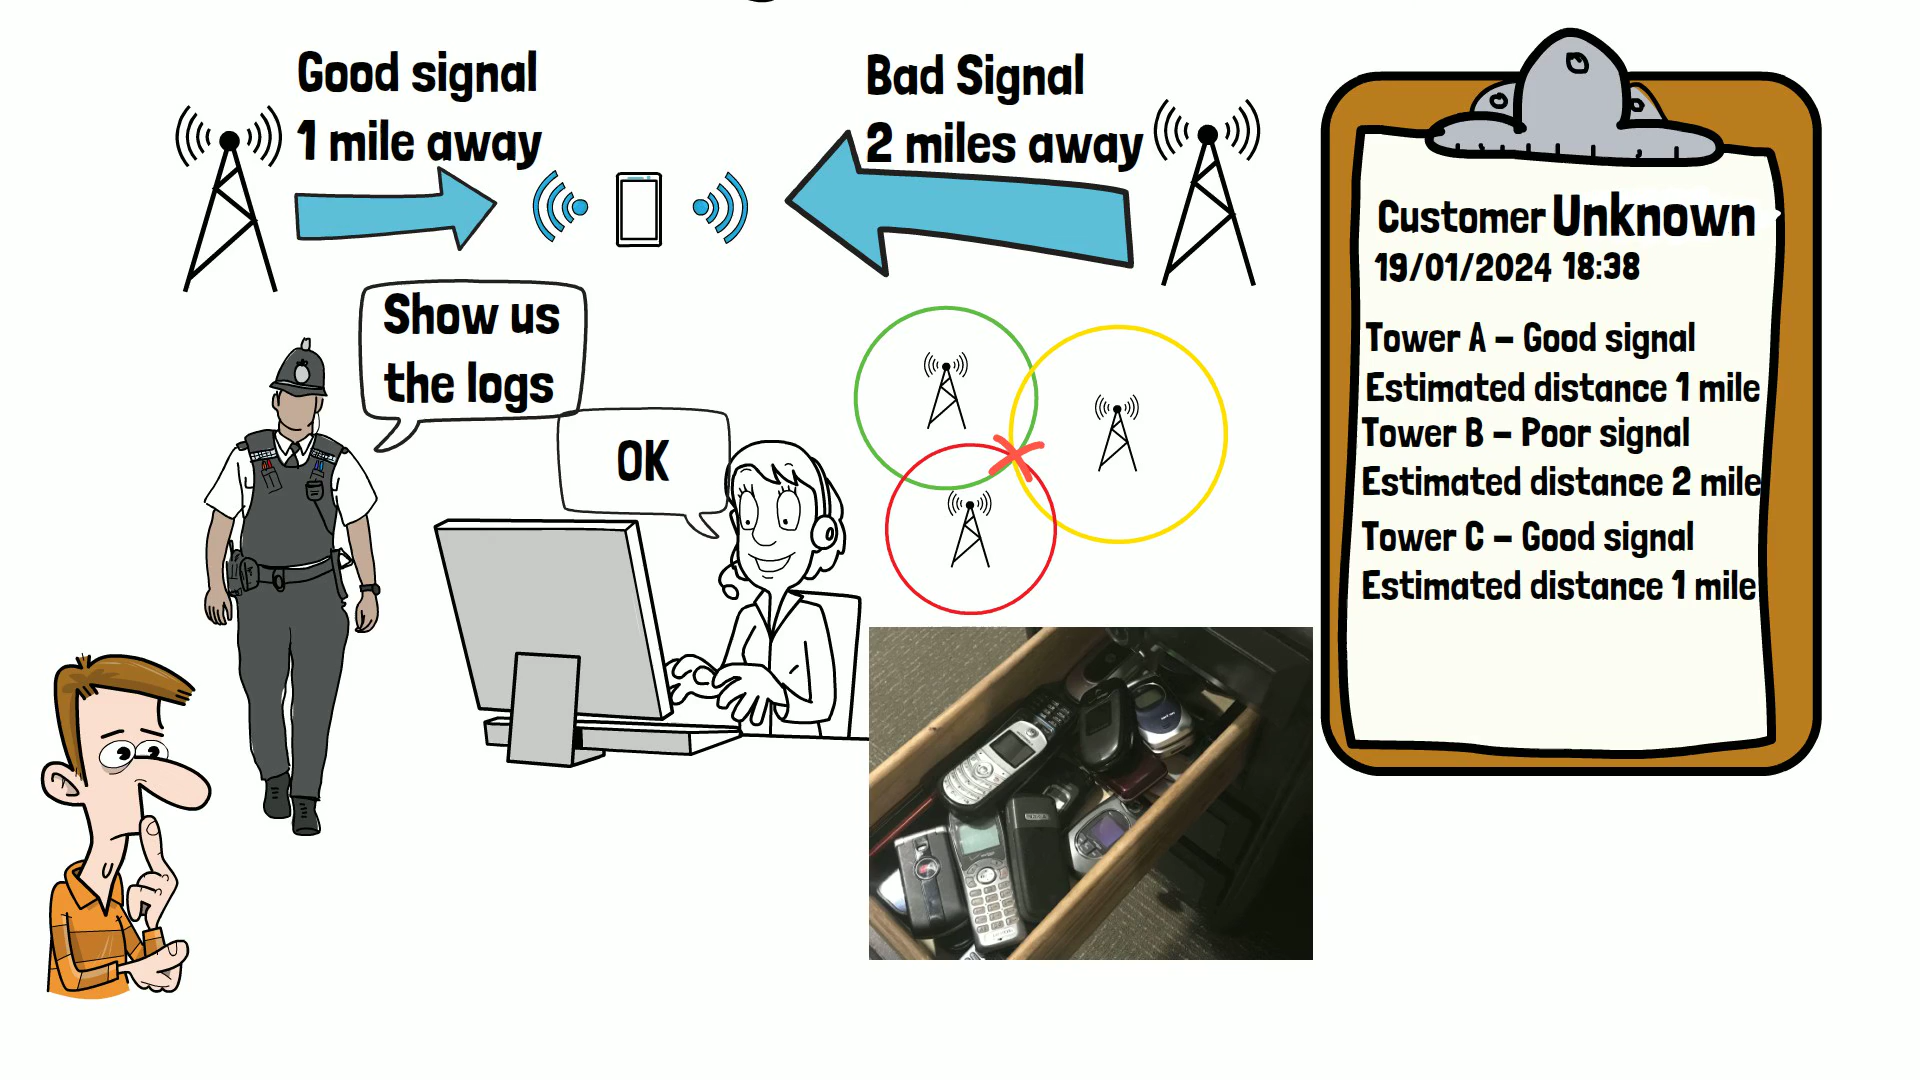 Good signal
1 mile away
Bad Signal
2 miles away
Show us
the logs
OK
Customer Unknown
19/01/2024 18:38
Tower A – Good signal
Estimated distance 1 mile
Tower B – Poor signal
Estimated distance 2 mile
Tower C – Good signal
Estimated distance 1 mile